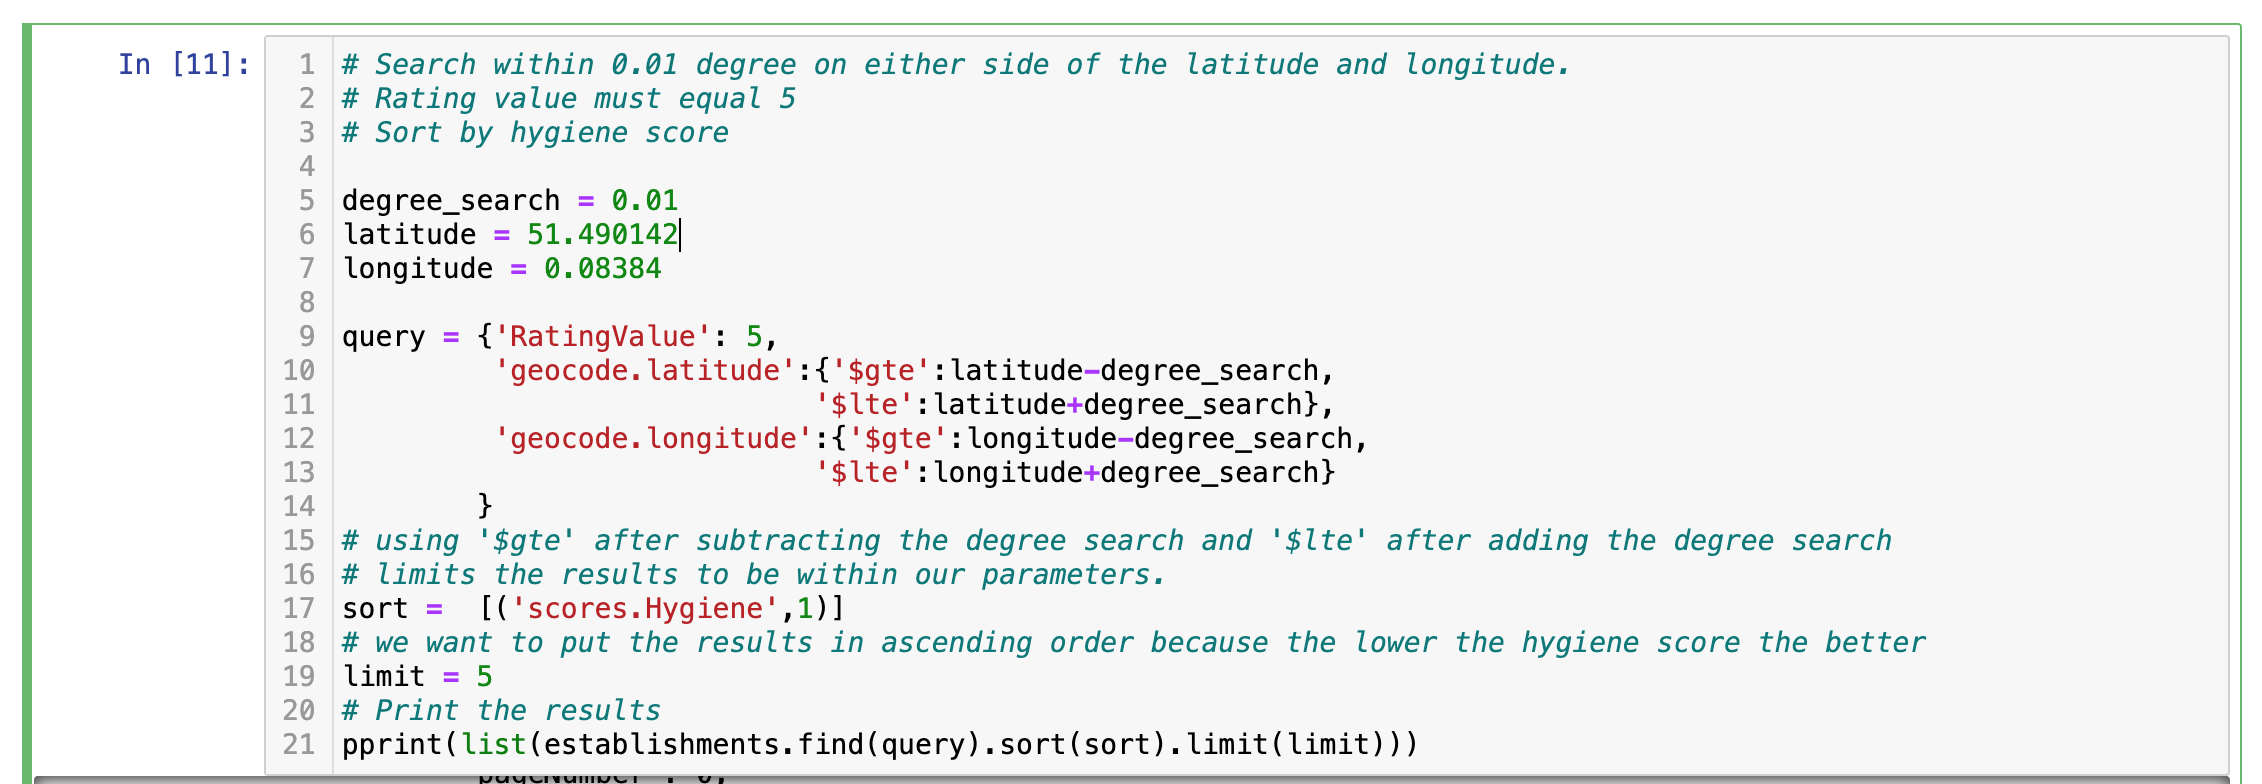 In [11]:
1 # Search within 0.01 degree on either side of the latitude and longitude.
2 # Rating value must equal 5
3 # Sort by hygiene score
4
5 degree_search = 0.01
6 latitude = 51.490142
7 longitude = 0.08384
8
9 query = {'RatingValue': 5,
10          'geocode.latitude':{'$gte':latitude-degree_search,
11                             '$lte':latitude+degree_search},
12          'geocode.longitude':{'$gte':longitude-degree_search,
13                             '$lte':longitude+degree_search}
14         }
15 # using '$gte' after subtracting the degree search and '$lte' after adding the degree search
16 # limits the results to be within our parameters.
17 sort =  [('scores.Hygiene',1)]
18 # we want to put the results in ascending order because the lower the hygiene score the better
19 limit = 5
20 # Print the results
21 pprint(list(establishments.find(query).sort(sort).limit(limit)))